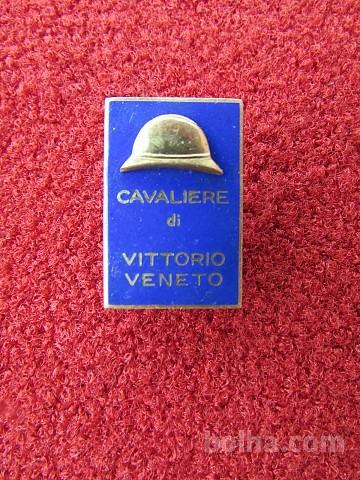 CAVALIERE
di
VITTORIO
VENETO
bolha.com